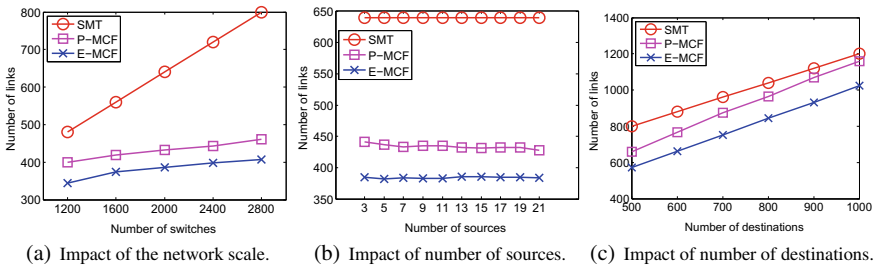 800
700
600
500
400
300
Number of links
SMT
P-MCF
E-MCF
1200 1600 2000 2400 2800
Number of switches
(a) Impact of the network scale.
650
600
550
500
450
400
350
Number of links
SMT
P-MCF
E-MCF
3 5 7 9 11 13 15 17 19 21
Number of sources
(b) Impact of number of sources.
1400
1200
1000
800
600
400
Number of links
SMT
P-MCF
E-MCF
500 600 700 800 900 1000
Number of destinations
(c) Impact of number of destinations.